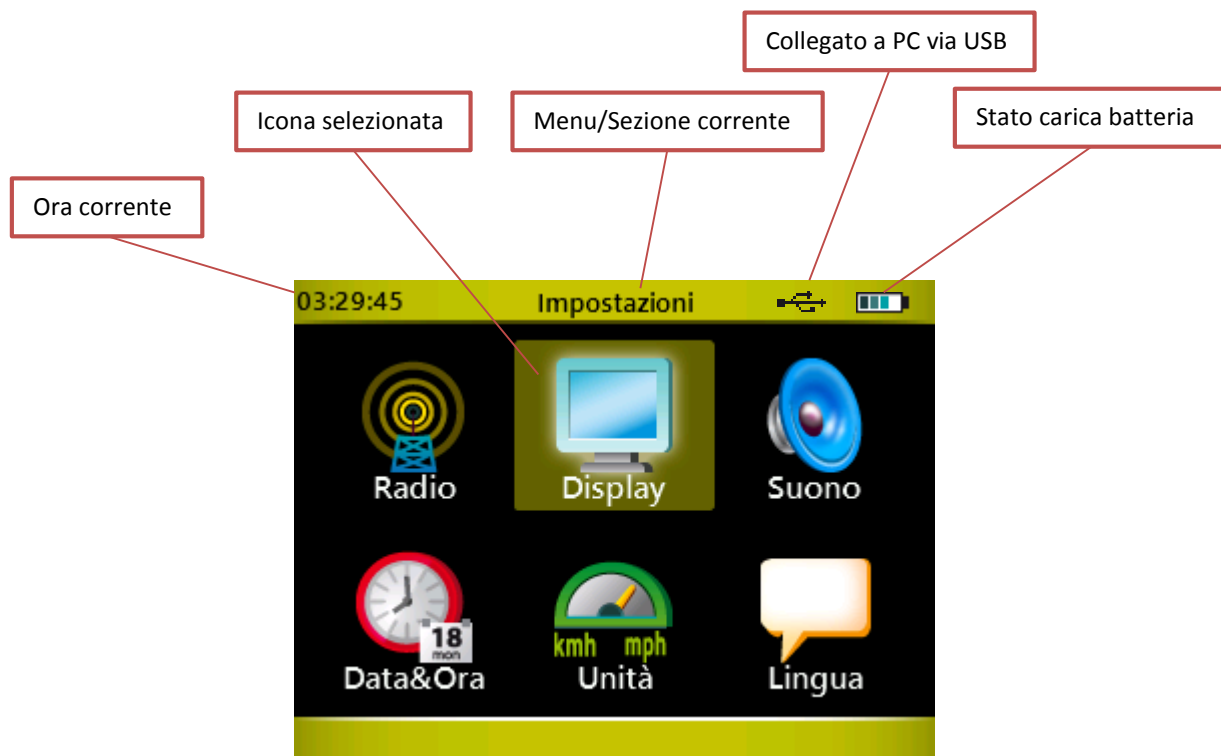 Collegato a PC via USB
Icona selezionata
Menu/Sezione corrente
Stato carica batteria
Ora corrente
03:29:45
Impostazioni
Radio
Display
Suono
18
mon
kmh mph
Data&Ora
Unità
Lingua